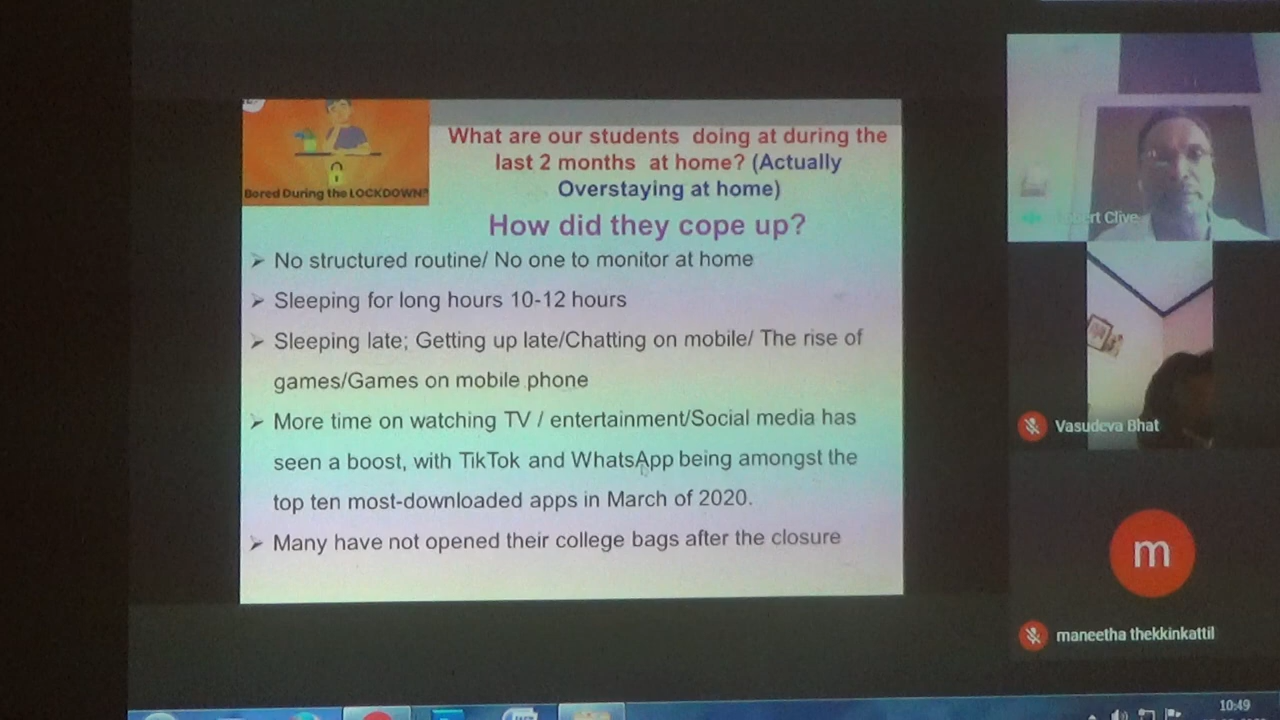 What are our students doing at during the
last 2 months at home? (Actually
Overstaying at home)
Bored During the LOCKDOWN?
How did they cope up?
➢ No structured routine/ No one to monitor at home
➢ Sleeping for long hours 10-12 hours
➢ Sleeping late; Getting up late/Chatting on mobile/ The rise of
games/Games on mobile phone
➢ More time on watching TV / entertainment/Social media has
seen a boost, with TikTok and WhatsApp being amongst the
top ten most-downloaded apps in March of 2020.
➢ Many have not opened their college bags after the closure
Clive
Vasudeva Bhat
m
maneetha thekkinkattil
10:49